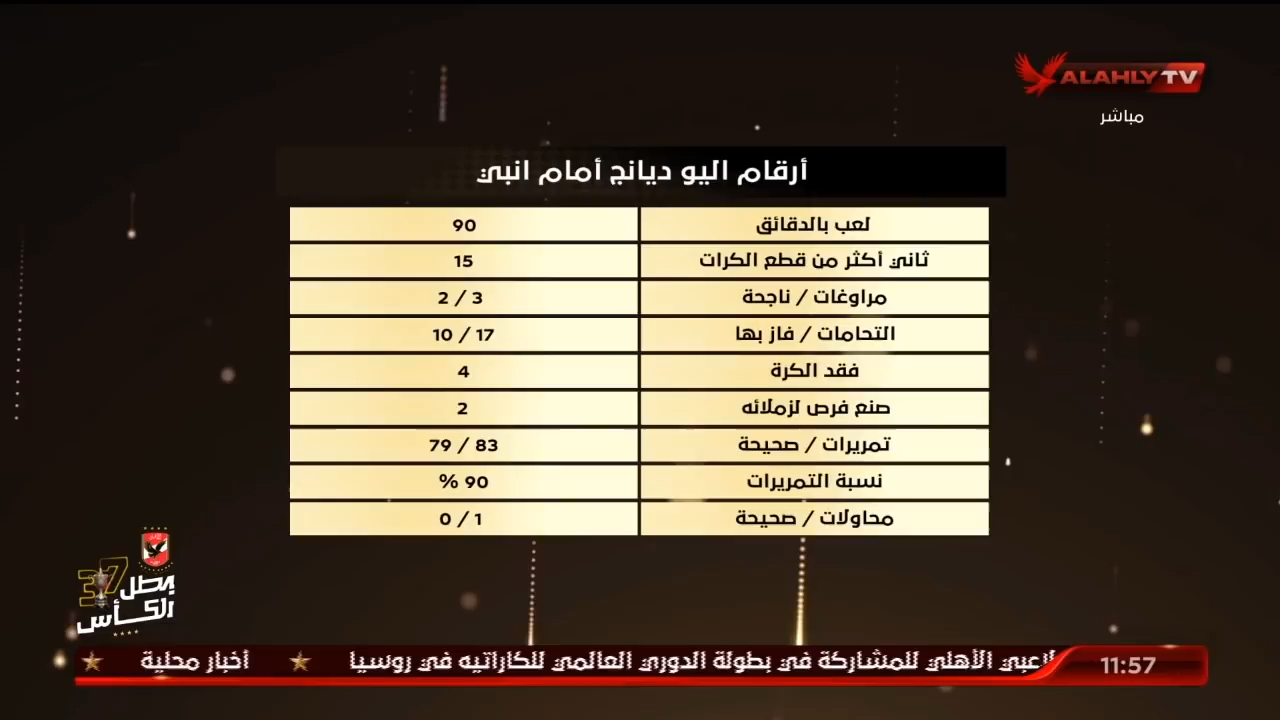 ALAHLY TV
مباشر
أرقام اليو ديانج أمام انبي
لعب بالدقائق 90
ثاني أكثر من قطع الكرات 15
مراوغات / ناجحة 3 / 2
التحامات / فاز بها 17 / 10
فقد الكرة 4
صنع فرص لزملائه 2
تمريرات / صحيحة 83 / 79
نسبة التمريرات 90 %
محاولات / صحيحة 1 / 0
37
بطل
الكأس
11:57 لاعبي الأهلي للمشاركة في بطولة الدوري العالمي للكاراتيه في روسيا أخبار محلية